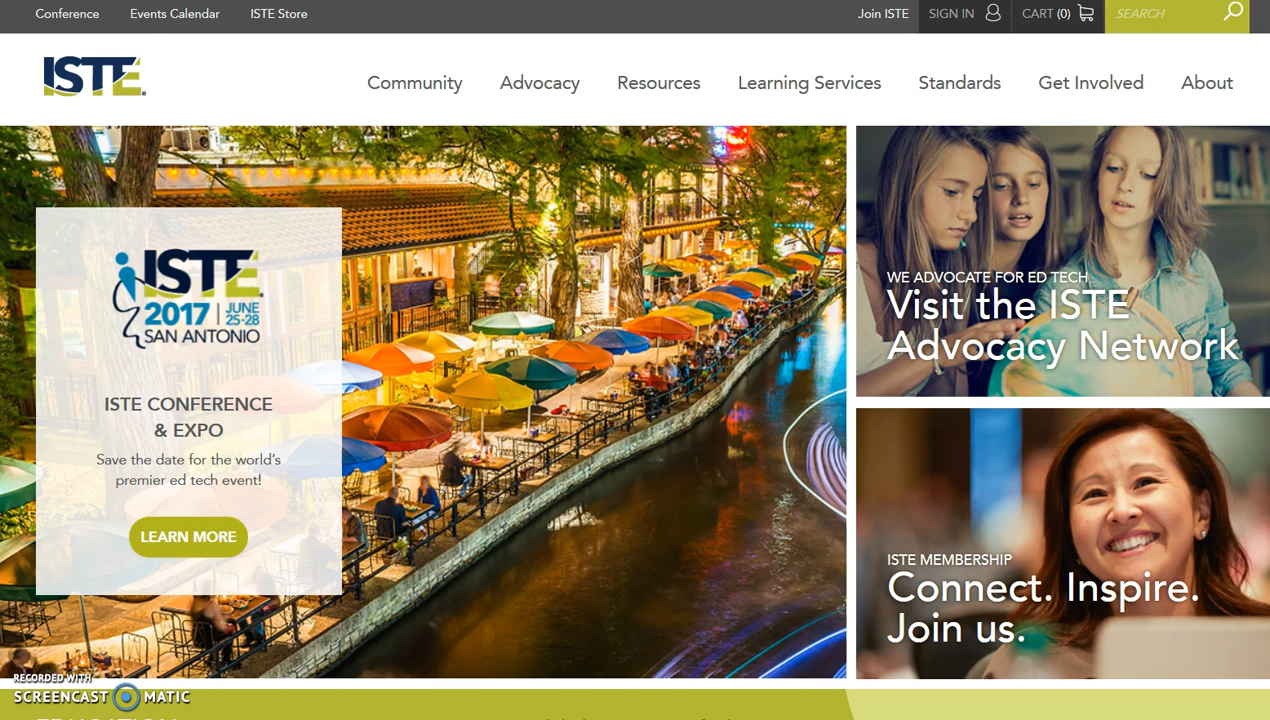 Conference Events Calendar ISTE Store Join ISTE SIGN IN CART (0) SEARCH
ISTE
Community Advocacy Resources Learning Services Standards Get Involved About
ISTE
2017 | JUNE
25-28
SAN ANTONIO
ISTE CONFERENCE
& EXPO
Save the date for the world's
premier ed tech event!
LEARN MORE
WE ADVOCATE FOR ED TECH
Visit the ISTE
Advocacy Network
ISTE MEMBERSHIP
Connect. Inspire.
Join us.
RECORDED WITH
SCREENCAST MATIC